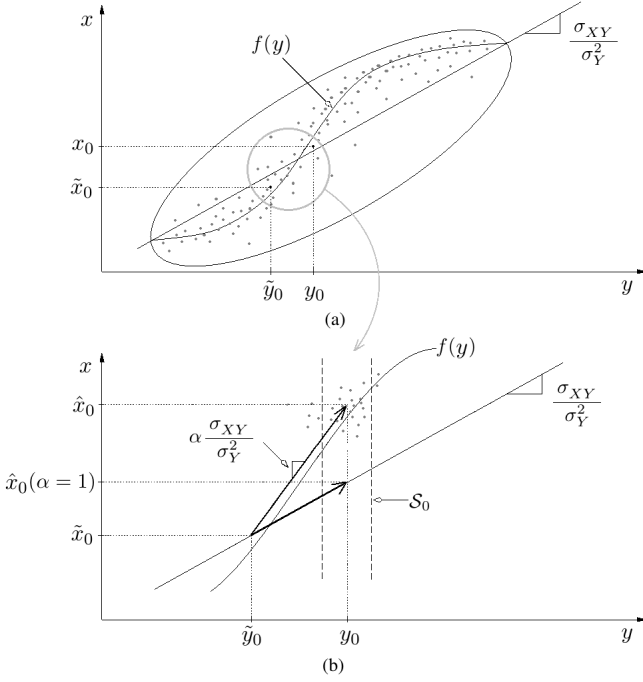 x
σ_XY / σ_Y^2
f(y)
x_0
x̃_0
ỹ_0
y_0
y
(a)
x
f(y)
x̂_0
σ_XY / σ_Y^2
α σ_XY / σ_Y^2
x̂_0(α = 1)
S_0
x̃_0
ỹ_0
y_0
y
(b)